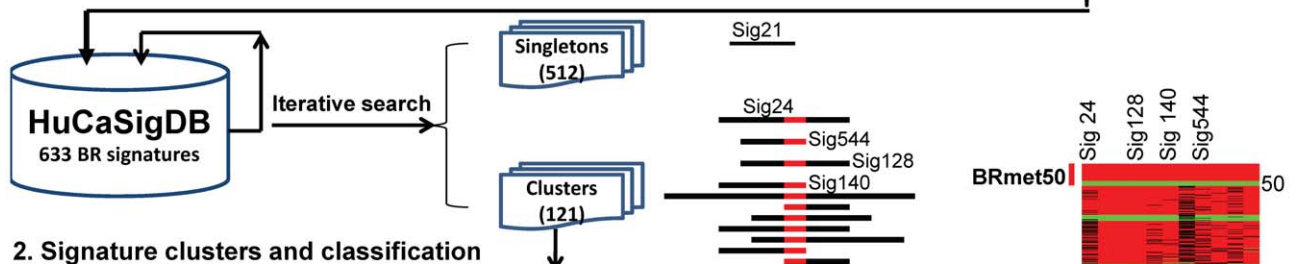 HuCaSigDB
633 BR signatures
Iterative search
Singletons
(512)
Clusters
(121)
Sig21
Sig24
Sig544
Sig128
Sig140
Sig 24
Sig128
Sig 140
Sig544
BRmet50
50
2. Signature clusters and classification